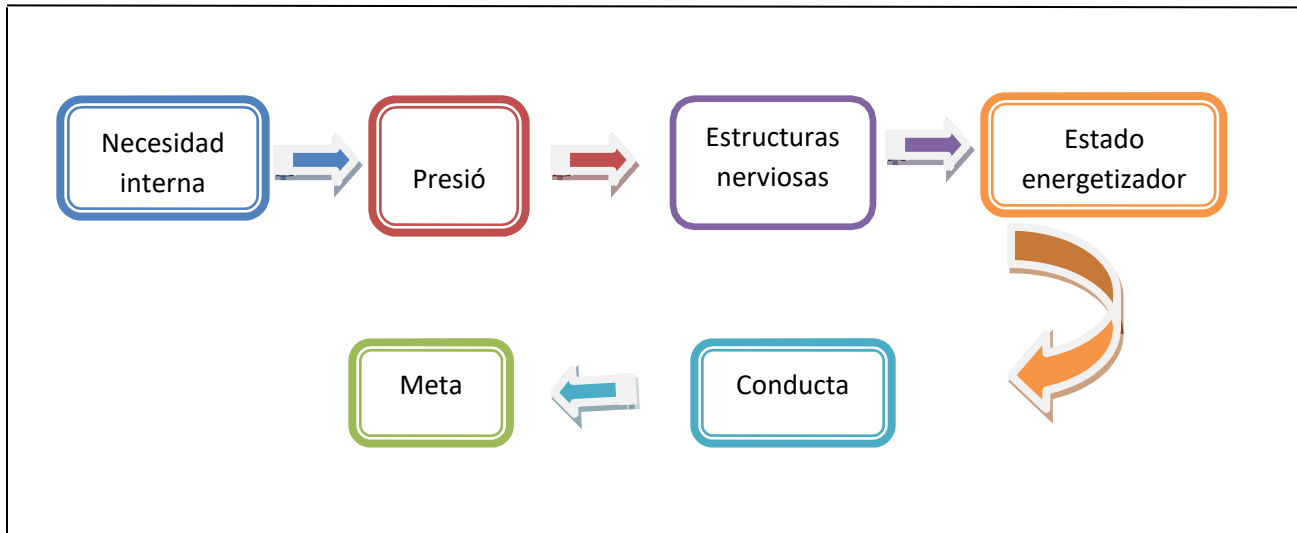 Necesidad
interna
Presió
Estructuras
nerviosas
Estado
energetizador
Conducta
Meta